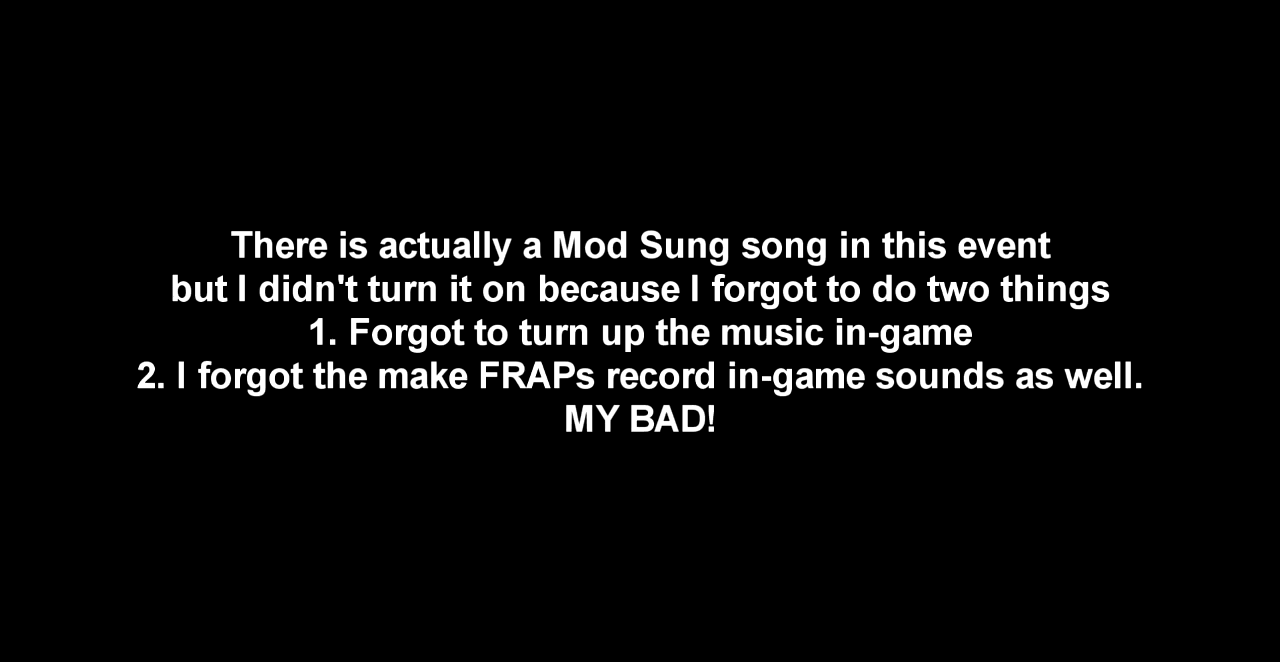 There is actually a Mod Sung song in this event
but I didn't turn it on because I forgot to do two things
1. Forgot to turn up the music in-game
2. I forgot the make FRAPs record in-game sounds as well.
MY BAD!